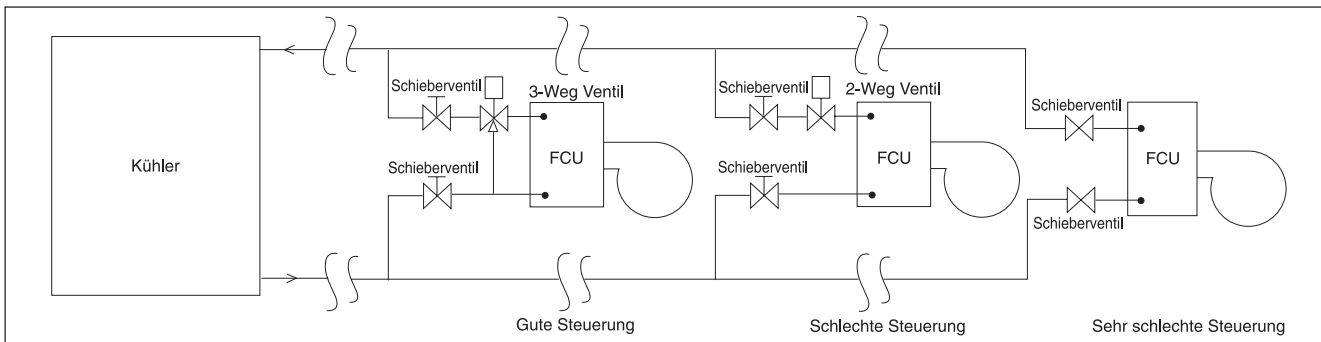 Kühler
Schieberventil
3-Weg Ventil
Schieberventil
FCU
Gute Steuerung
Schieberventil
2-Weg Ventil
Schieberventil
FCU
Schlechte Steuerung
Schieberventil
FCU
Schieberventil
Sehr schlechte Steuerung